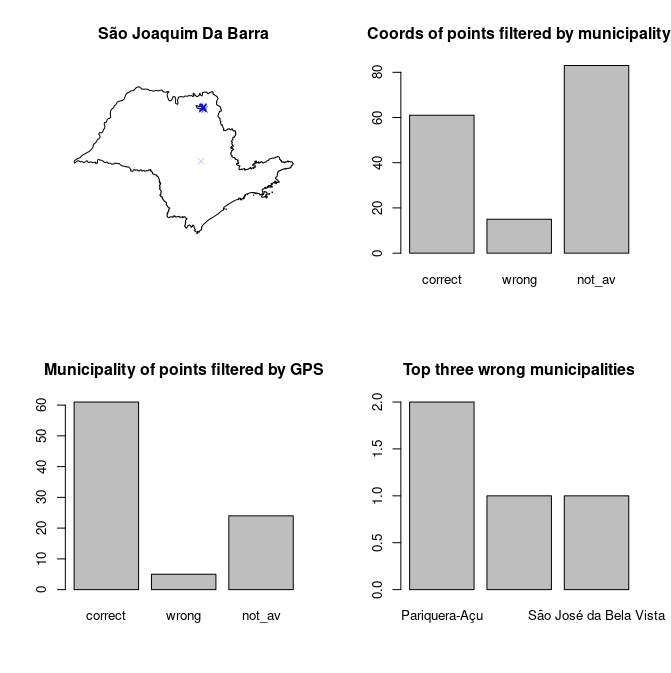 São Joaquim Da Barra
Coords of points filtered by municipality
80
60
40
20
0
correct wrong not_av
Municipality of points filtered by GPS
60
50
40
30
20
10
0
correct wrong not_av
Top three wrong municipalities
2.0
1.5
1.0
0.5
0.0
Pariquera-Açu São José da Bela Vista